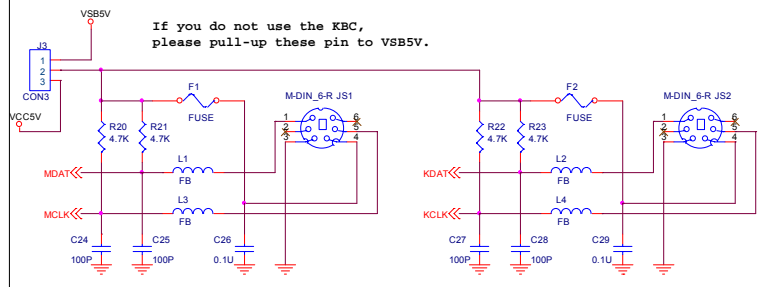 VSB5V
If you do not use the KBC,
please pull-up these pin to VSB5V.
J3
1
2
3
CON3
VCC5V
F1
FUSE
M-DIN_6-R JS1
1
2
3
6
5
4
R20
4.7K
R21
4.7K
MDAT
L1
FB
MCLK
L3
FB
C24
100P
C25
100P
C26
0.1U
F2
FUSE
M-DIN_6-R JS2
1
2
3
6
5
4
R22
4.7K
R23
4.7K
KDAT
L2
FB
KCLK
L4
FB
C27
100P
C28
100P
C29
0.1U